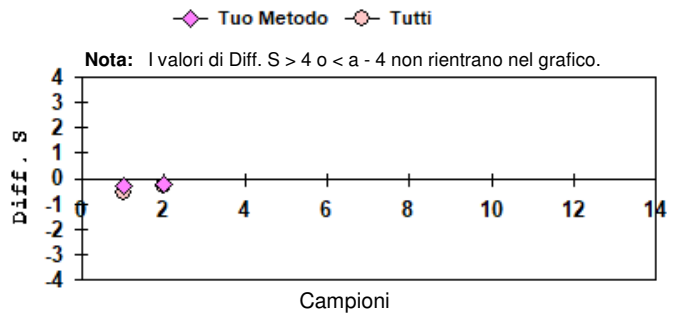 Tuo Metodo Tutti
Nota: I valori di Diff. S > 4 o < a - 4 non rientrano nel grafico.
4
3
2
1
0
-1
-2
-3
-4
Diff. S
0 2 4 6 8 10 12 14
Campioni